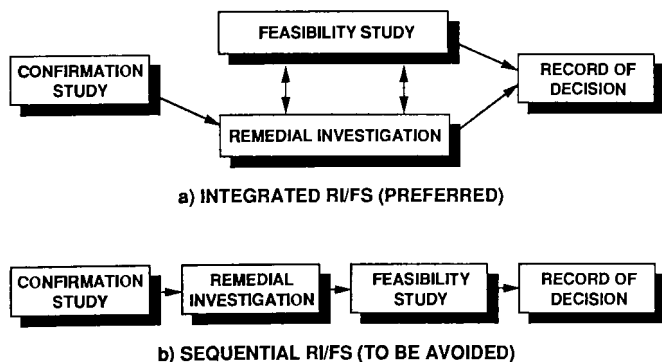 FEASIBILITY STUDY
CONFIRMATION
STUDY
RECORD OF
DECISION
REMEDIAL INVESTIGATION
a) INTEGRATED RI/FS (PREFERRED)
CONFIRMATION
STUDY
REMEDIAL
INVESTIGATION
FEASIBILITY
STUDY
RECORD OF
DECISION
b) SEQUENTIAL RI/FS (TO BE AVOIDED)